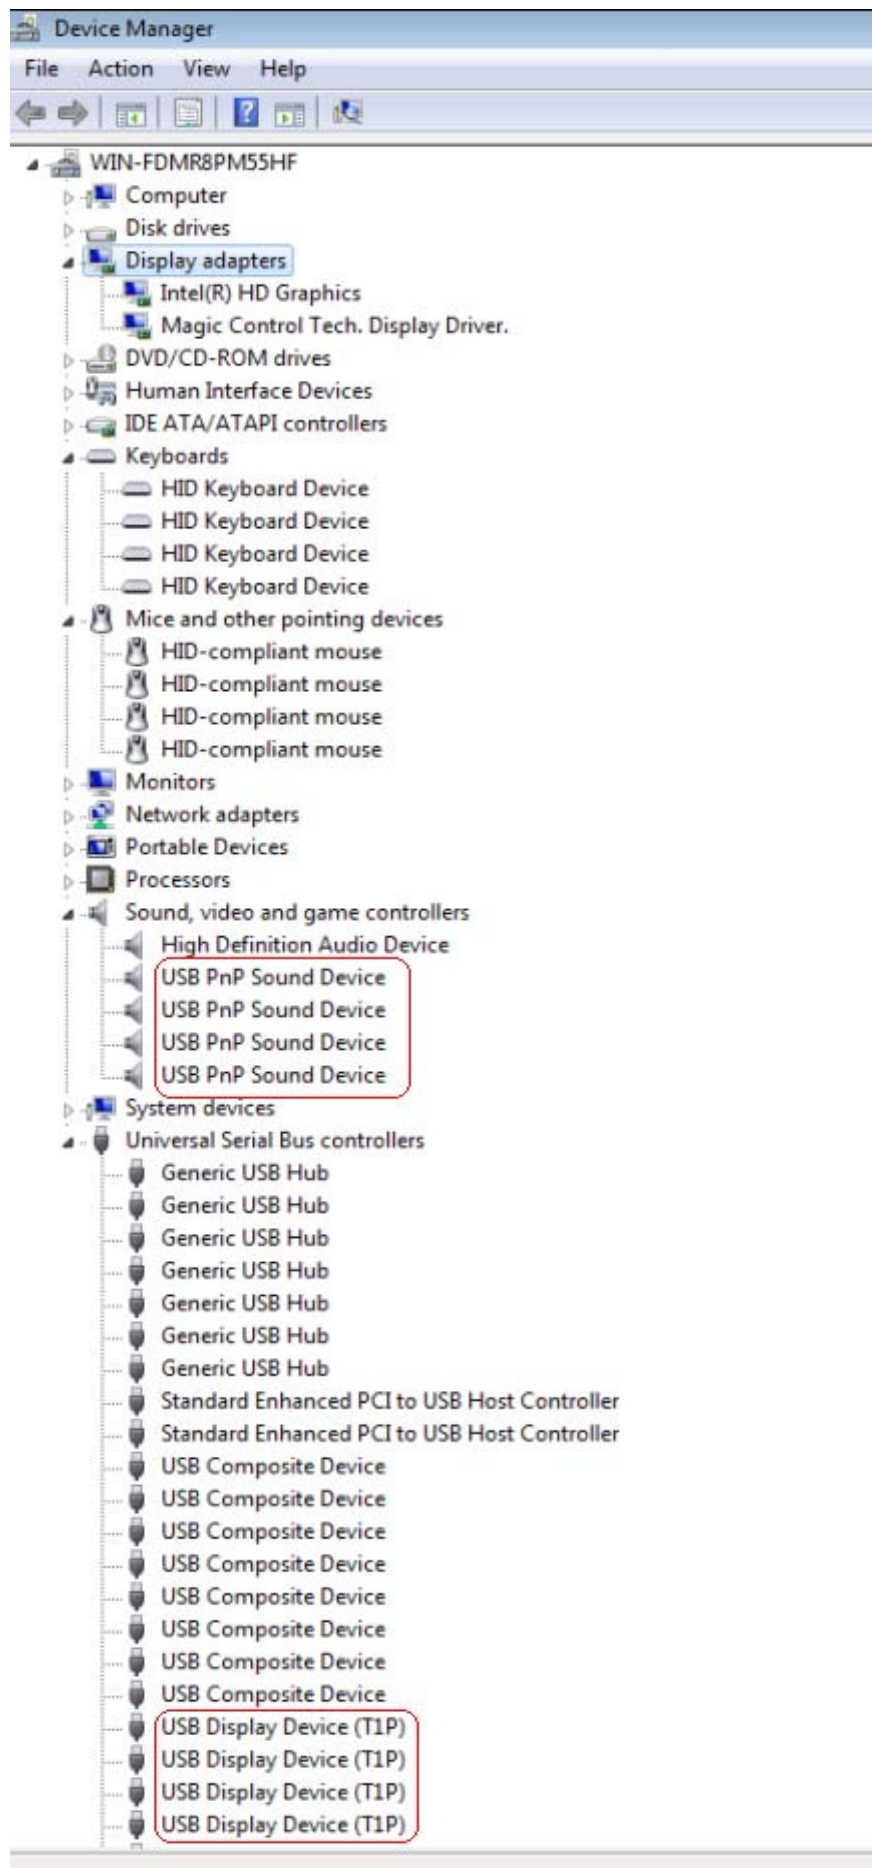 Device Manager
File Action View Help
WIN-FDMR8PM55HF
Computer
Disk drives
Display adapters
Intel(R) HD Graphics
Magic Control Tech. Display Driver.
DVD/CD-ROM drives
Human Interface Devices
IDE ATA/ATAPI controllers
Keyboards
HID Keyboard Device
HID Keyboard Device
HID Keyboard Device
HID Keyboard Device
Mice and other pointing devices
HID-compliant mouse
HID-compliant mouse
HID-compliant mouse
HID-compliant mouse
Monitors
Network adapters
Portable Devices
Processors
Sound, video and game controllers
High Definition Audio Device
USB PnP Sound Device
USB PnP Sound Device
USB PnP Sound Device
USB PnP Sound Device
System devices
Universal Serial Bus controllers
Generic USB Hub
Generic USB Hub
Generic USB Hub
Generic USB Hub
Generic USB Hub
Generic USB Hub
Generic USB Hub
Standard Enhanced PCI to USB Host Controller
Standard Enhanced PCI to USB Host Controller
USB Composite Device
USB Composite Device
USB Composite Device
USB Composite Device
USB Composite Device
USB Composite Device
USB Composite Device
USB Composite Device
USB Display Device (T1P)
USB Display Device (T1P)
USB Display Device (T1P)
USB Display Device (T1P)